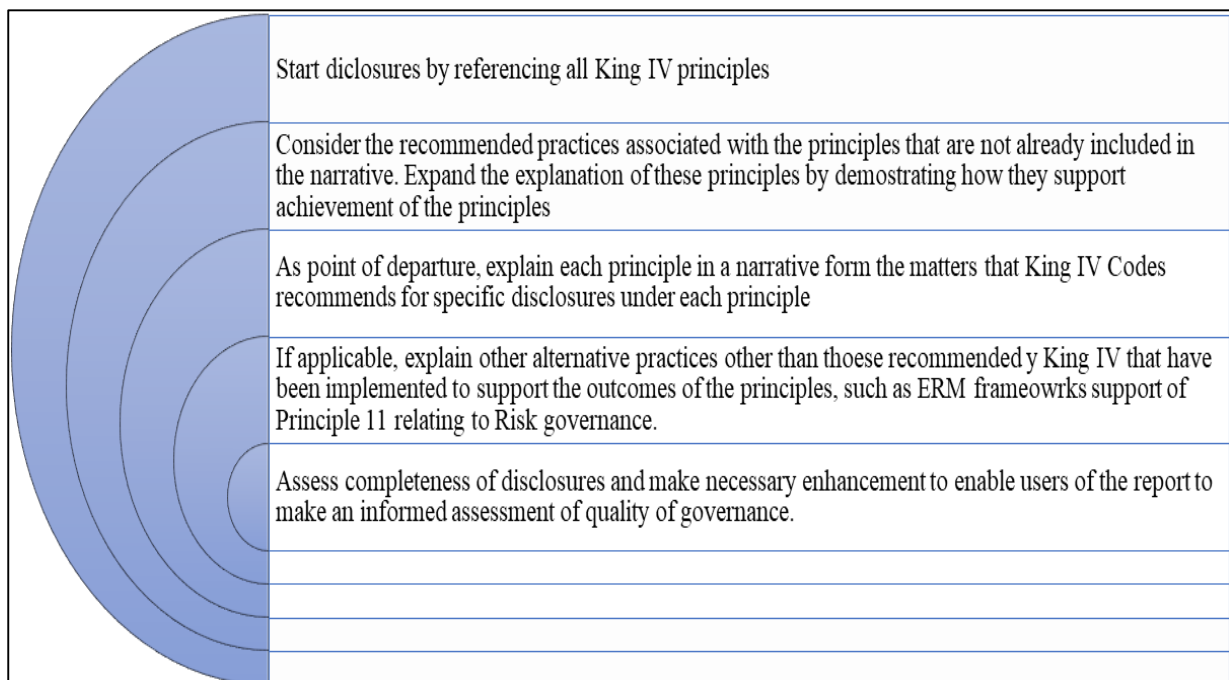 Start diclosures by referencing all King IV principles
Consider the recommended practices associated with the principles that are not already included in
the narrative. Expand the explanation of these principles by demostrating how they support
achievement of the principles
As point of departure, explain each principle in a narrative form the matters that King IV Codes
recommends for specific disclosures under each principle
If applicable, explain other alternative practices other than thoese recommended y King IV that have
been implemented to support the outcomes of the principles, such as ERM frameowrks support of
Principle 11 relating to Risk governance.
Assess completeness of disclosures and make necessary enhancement to enable users of the report to
make an informed assessment of quality of governance.